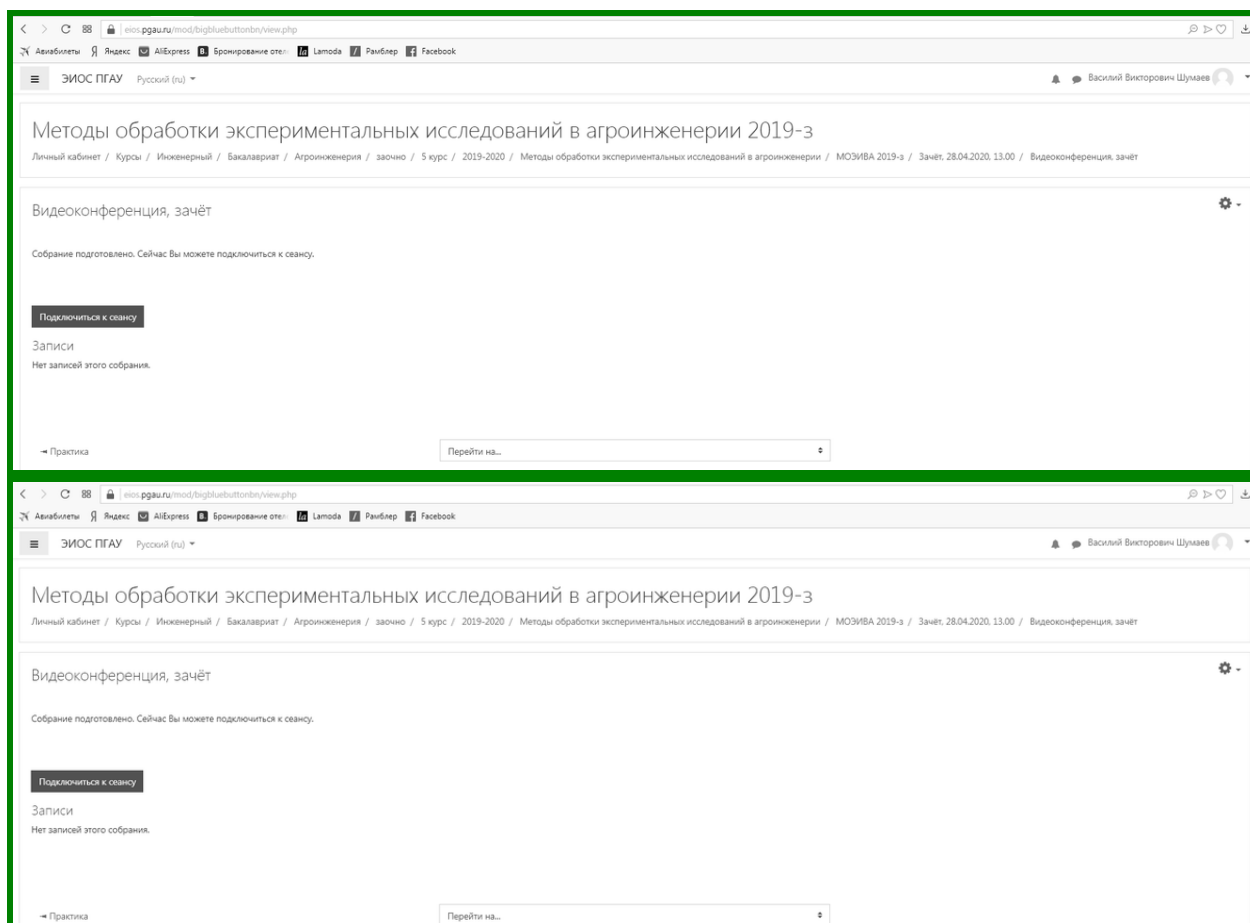 88 eios.pgau.ru/mod/bigbluebuttonbn/view.php
Авиабилеты Я Яндекс AliExpress B. Бронирование отел la Lamoda Рамблер f Facebook
ЭИОС ПГАУ Русский (ru) Василий Викторович Шумаев
Методы обработки экспериментальных исследований в агроинженерии 2019-з
Личный кабинет / Курсы / Инженерный / Бакалавриат / Агроинженерия / заочно / 5 курс / 2019-2020 / Методы обработки экспериментальных исследований в агроинженерии / МОЭИВА 2019-з / Зачёт, 28.04.2020, 13.00 / Видеоконференция, зачёт
Видеоконференция, зачёт
Собрание подготовлено. Сейчас Вы можете подключиться к сеансу.
Подключиться к сеансу
Записи
Нет записей этого собрания.
◄ Практика Перейти на...
88 eios.pgau.ru/mod/bigbluebuttonbn/view.php
Авиабилеты Я Яндекс AliExpress B. Бронирование отел la Lamoda Рамблер f Facebook
ЭИОС ПГАУ Русский (ru) Василий Викторович Шумаев
Методы обработки экспериментальных исследований в агроинженерии 2019-з
Личный кабинет / Курсы / Инженерный / Бакалавриат / Агроинженерия / заочно / 5 курс / 2019-2020 / Методы обработки экспериментальных исследований в агроинженерии / МОЭИВА 2019-з / Зачёт, 28.04.2020, 13.00 / Видеоконференция, зачёт
Видеоконференция, зачёт
Собрание подготовлено. Сейчас Вы можете подключиться к сеансу.
Подключиться к сеансу
Записи
Нет записей этого собрания.
◄ Практика Перейти на...